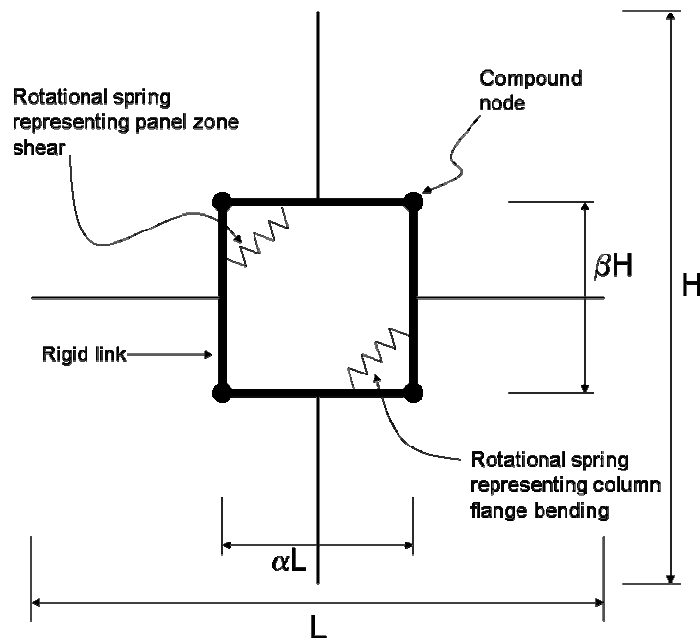 Compound
node
Rotational spring
representing panel zone
shear
βH
H
Rigid link
Rotational spring
representing column
flange bending
αL
L